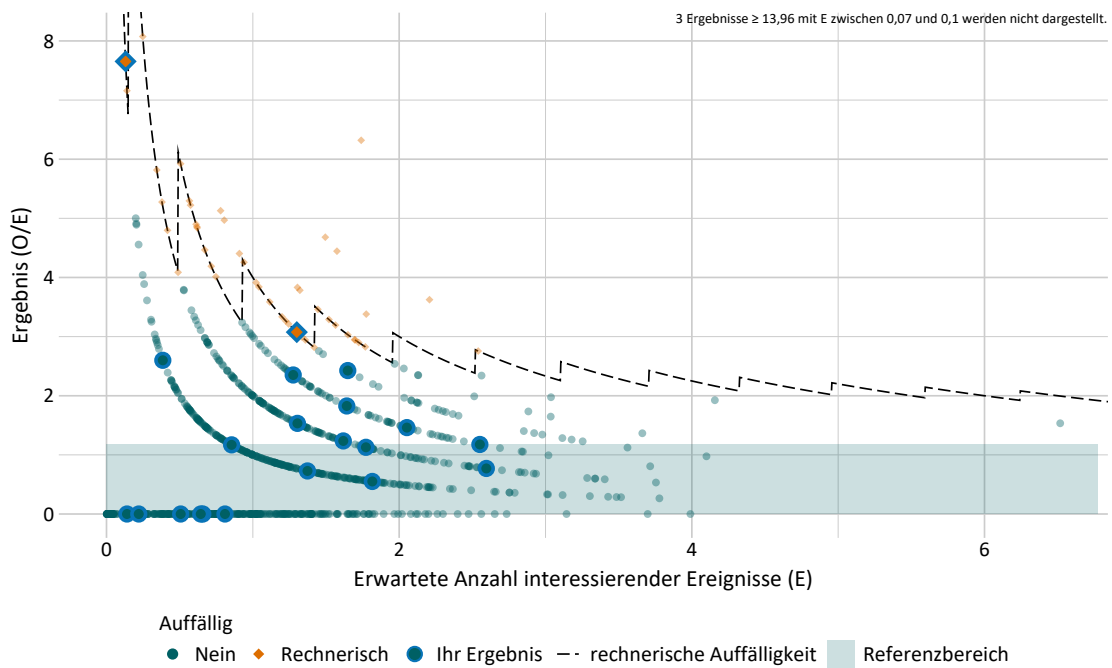 3 Ergebnisse ≥ 13,96 mit E zwischen 0,07 und 0,1 werden nicht dargestellt.
8
6
4
2
0
Ergebnis (O/E)
0 2 4 6
Erwartete Anzahl interessierender Ereignisse (E)
Auffällig
Nein Rechnerisch Ihr Ergebnis rechnerische Auffälligkeit Referenzbereich